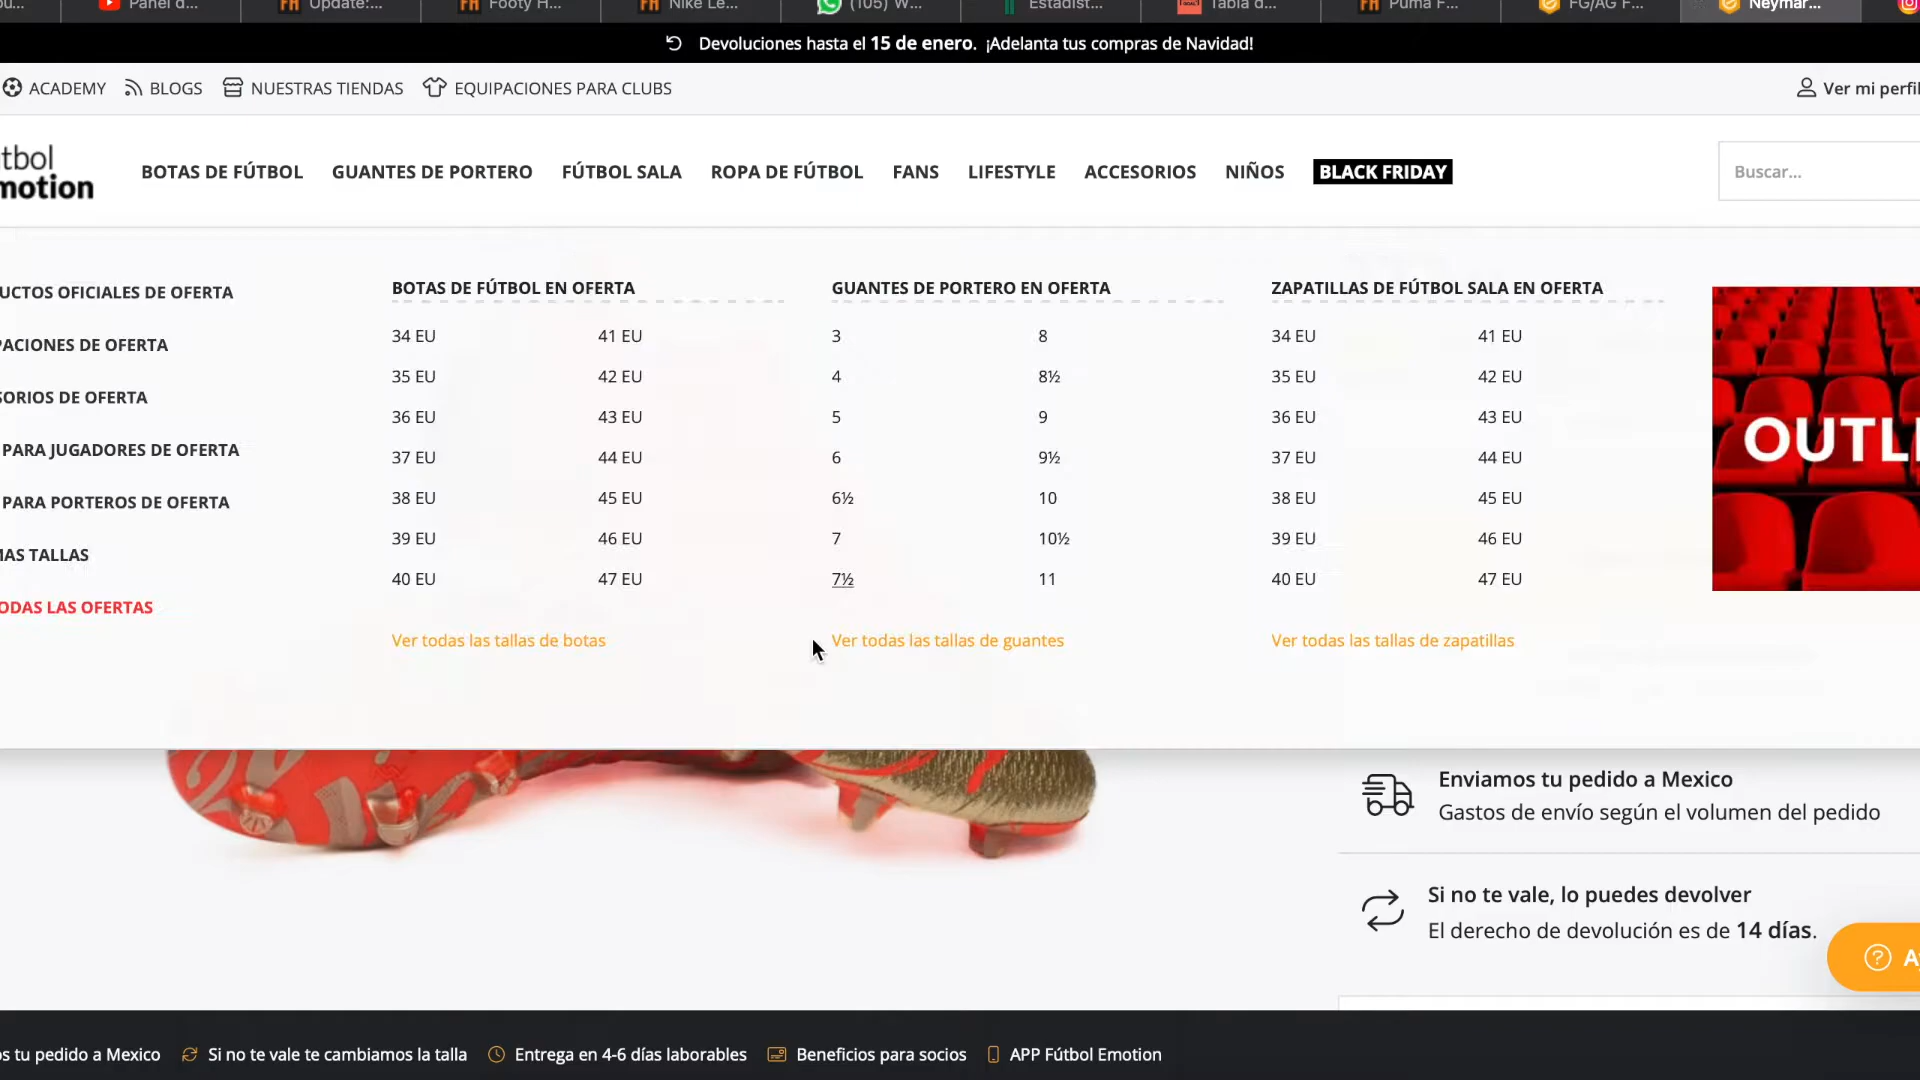 Panel d...
Update:...
Footy H...
Nike Le...
(105) W...
Estadíst...
Tabla d...
Puma F...
FG/AG F...
Neymar...
Devoluciones hasta el 15 de enero. ¡Adelanta tus compras de Navidad!
ACADEMY
BLOGS
NUESTRAS TIENDAS
EQUIPACIONES PARA CLUBS
Ver mi perfil
tbol
motion
BOTAS DE FÚTBOL
GUANTES DE PORTERO
FÚTBOL SALA
ROPA DE FÚTBOL
FANS
LIFESTYLE
ACCESORIOS
NIÑOS
BLACK FRIDAY
Buscar...
UCTOS OFICIALES DE OFERTA
PACIONES DE OFERTA
SORIOS DE OFERTA
PARA JUGADORES DE OFERTA
PARA PORTEROS DE OFERTA
MAS TALLAS
ODAS LAS OFERTAS
BOTAS DE FÚTBOL EN OFERTA
34 EU
41 EU
35 EU
42 EU
36 EU
43 EU
37 EU
44 EU
38 EU
45 EU
39 EU
46 EU
40 EU
47 EU
Ver todas las tallas de botas
GUANTES DE PORTERO EN OFERTA
3
8
4
8½
5
9
6
9½
6½
10
7
10½
7½
11
Ver todas las tallas de guantes
ZAPATILLAS DE FÚTBOL SALA EN OFERTA
34 EU
41 EU
35 EU
42 EU
36 EU
43 EU
37 EU
44 EU
38 EU
45 EU
39 EU
46 EU
40 EU
47 EU
Ver todas las tallas de zapatillas
OUTL
Enviamos tu pedido a Mexico
Gastos de envío según el volumen del pedido
Si no te vale, lo puedes devolver
El derecho de devolución es de 14 días.
s tu pedido a Mexico
Si no te vale te cambiamos la talla
Entrega en 4-6 días laborables
Beneficios para socios
APP Fútbol Emotion